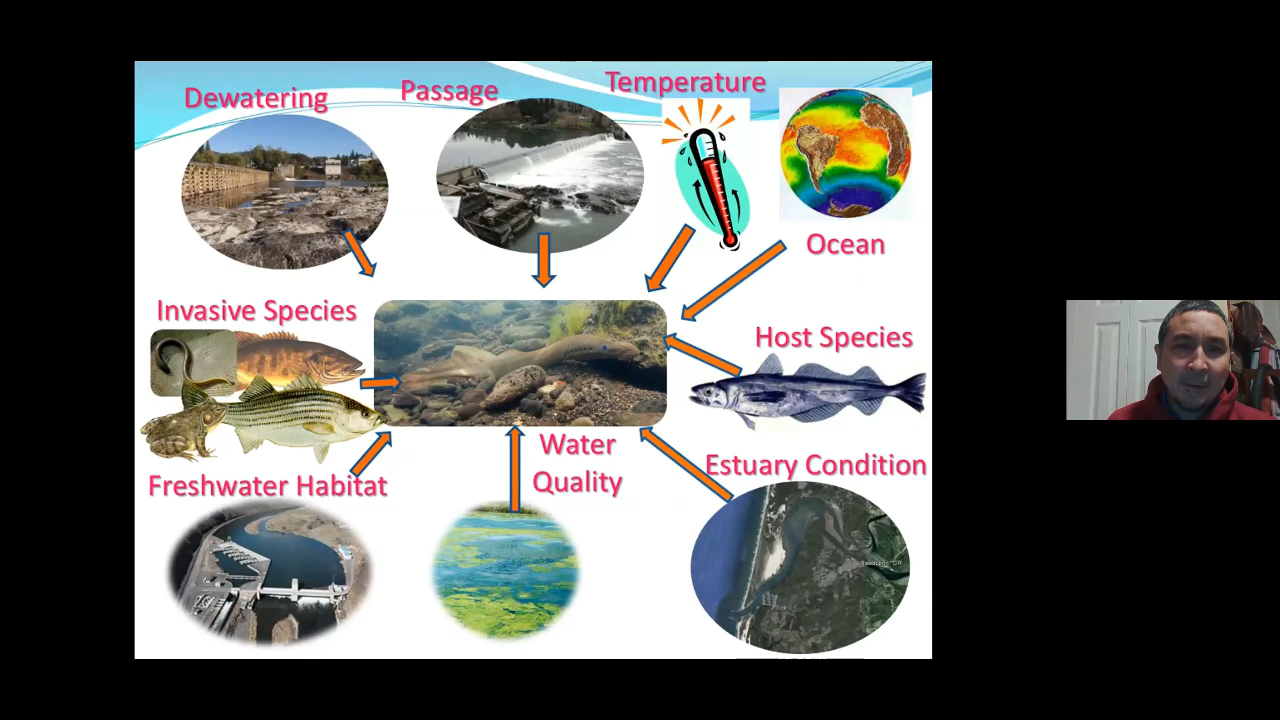 Dewatering
Passage
Temperature
Ocean
Invasive Species
Host Species
Water
Quality
Estuary Condition
Freshwater Habitat